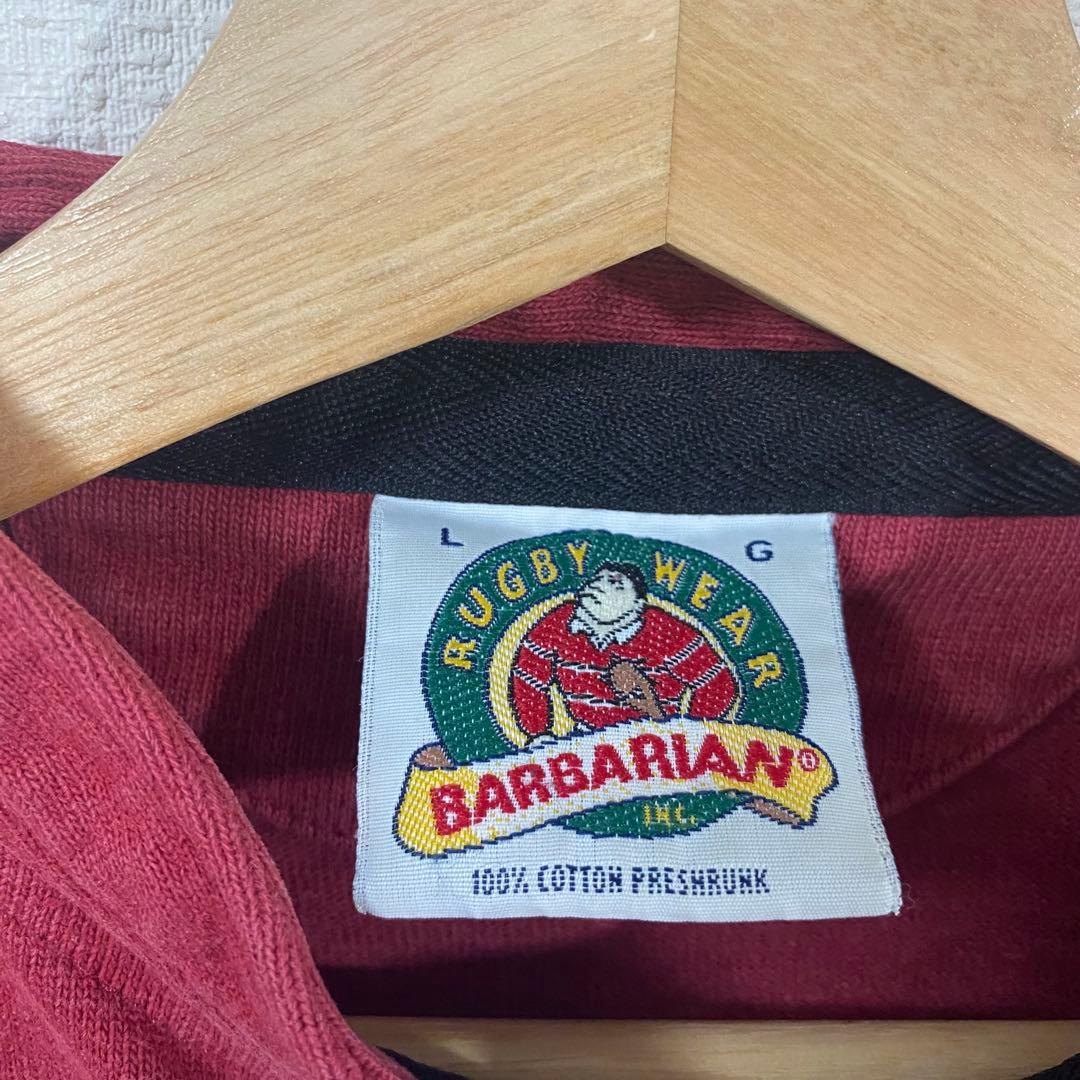 L G
RUGBY WEAR
BARBARIAN®
INC.
100% COTTON PRESHRUNK